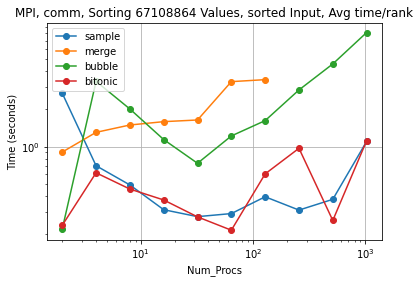 MPI, comm, Sorting 67108864 Values, sorted Input, Avg time/rank
sample
merge
bubble
bitonic
Time (seconds)
10⁰
10¹
10²
10³
Num_Procs